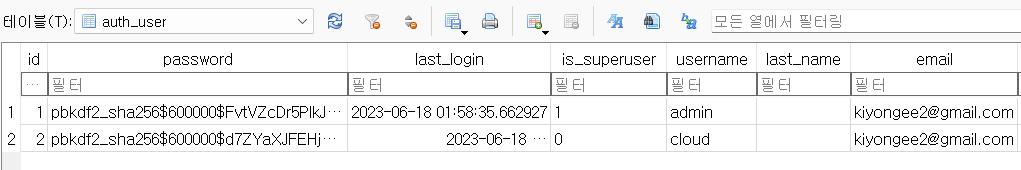 테이블(T): auth_user 모든 열에서 필터링
id password last_login is_superuser username last_name email
... 필터 필터 필터 필터 필터 필터
1 1 pbkdf2_sha256$600000$FvtVZcDr5PlkJ... 2023-06-18 01:58:35.662927 1 admin kiyongee2@gmail.com
2 2 pbkdf2_sha256$600000$d7ZYaXJFEHj... 2023-06-18 ... 0 cloud kiyongee2@gmail.com